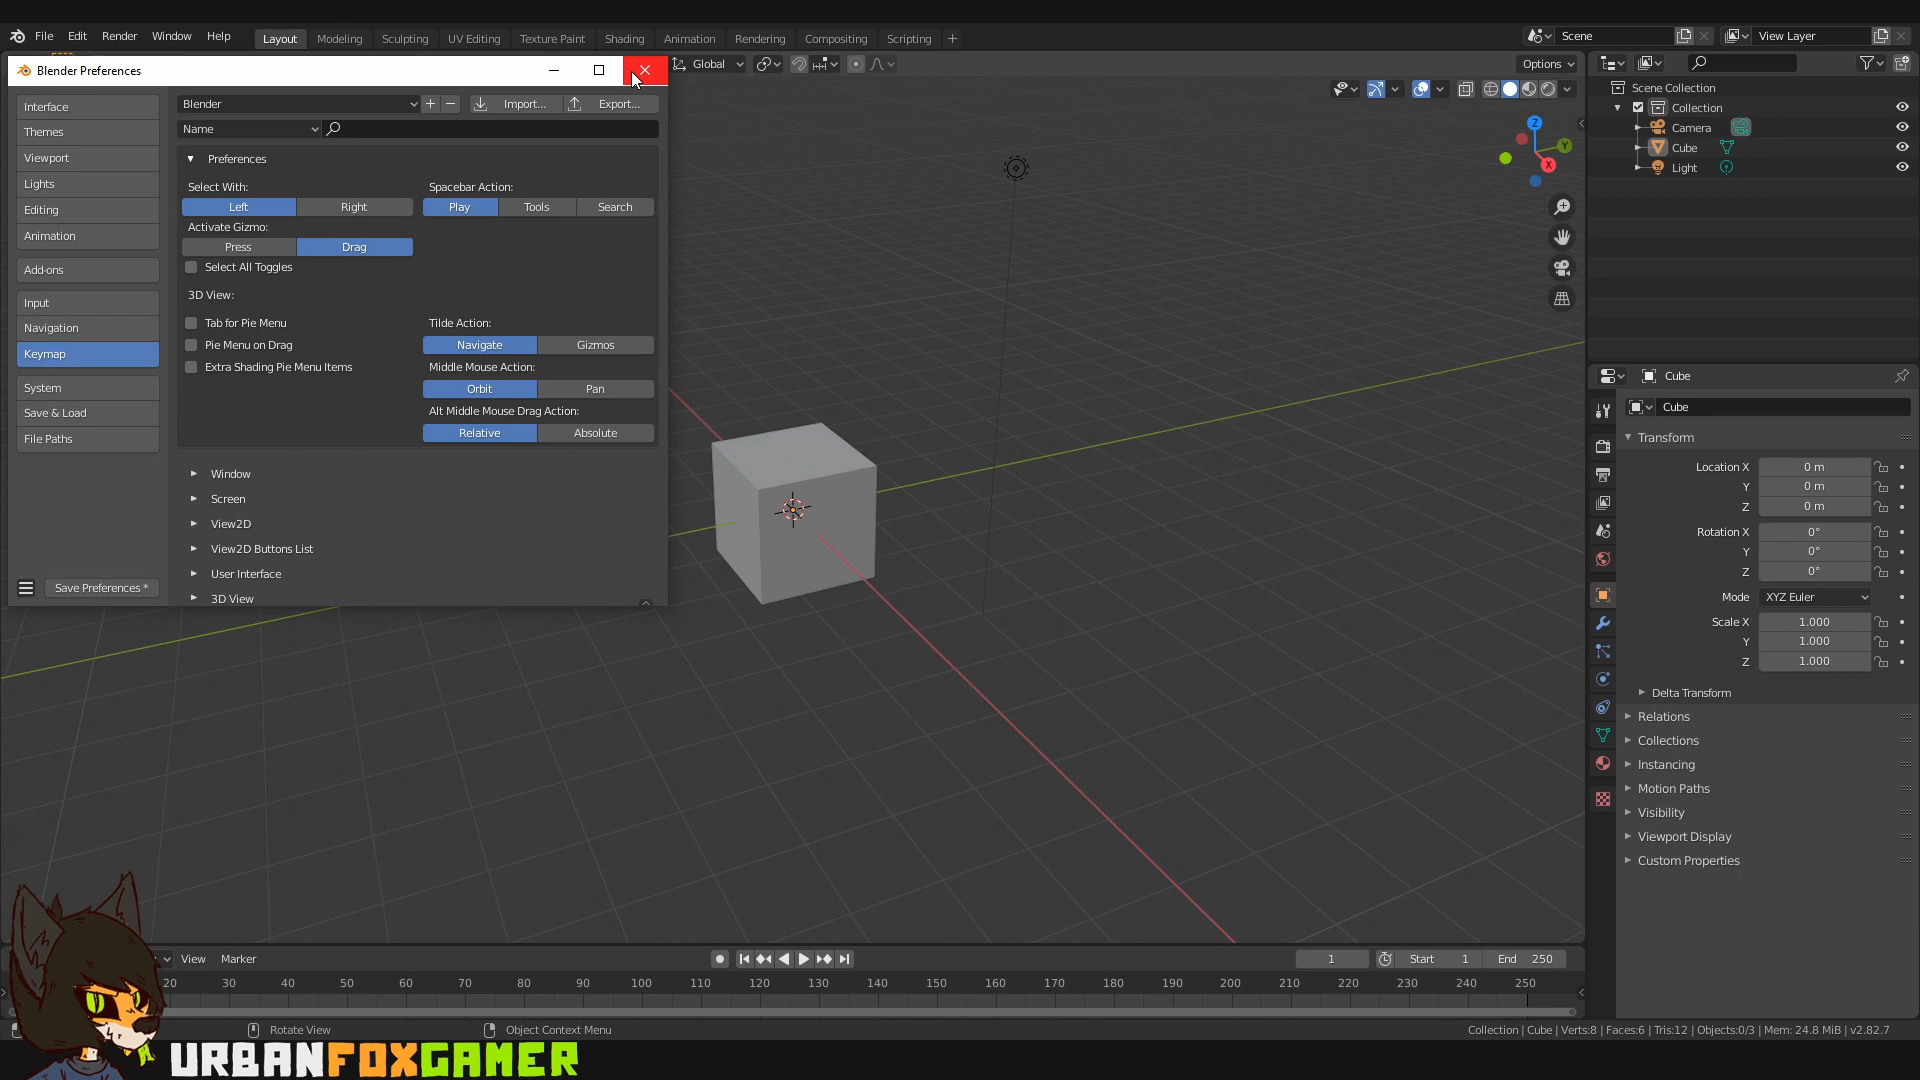 File Edit Render Window Help Layout Modeling Sculpting UV Editing Texture Paint Shading Animation Rendering Compositing Scripting + Scene View Layer
Blender Preferences
Global
Options
Interface
Themes
Viewport
Lights
Editing
Animation
Add-ons
Input
Navigation
Keymap
System
Save & Load
File Paths
Save Preferences *
Blender + − Import... Export...
Name
Preferences
Select With: Spacebar Action:
Left Right Play Tools Search
Activate Gizmo:
Press Drag
Select All Toggles
3D View:
Tab for Pie Menu Tilde Action:
Pie Menu on Drag Navigate Gizmos
Extra Shading Pie Menu Items Middle Mouse Action:
Orbit Pan
Alt Middle Mouse Drag Action:
Relative Absolute
Window
Screen
View2D
View2D Buttons List
User Interface
3D View
Z
Y
X
Scene Collection
Collection
Camera
Cube
Light
Cube
Cube
Transform
Location X 0 m
Y 0 m
Z 0 m
Rotation X 0°
Y 0°
Z 0°
Mode XYZ Euler
Scale X 1.000
Y 1.000
Z 1.000
Delta Transform
Relations
Collections
Instancing
Motion Paths
Visibility
Viewport Display
Custom Properties
View Marker 1 Start 1 End 250
20 30 40 50 60 70 80 90 100 110 120 130 140 150 160 170 180 190 200 210 220 230 240 250
Rotate View Object Context Menu Collection | Cube | Verts:8 | Faces:6 | Tris:12 | Objects:0/3 | Mem: 24.8 MiB | v2.82.7
URBANFOXGAMER